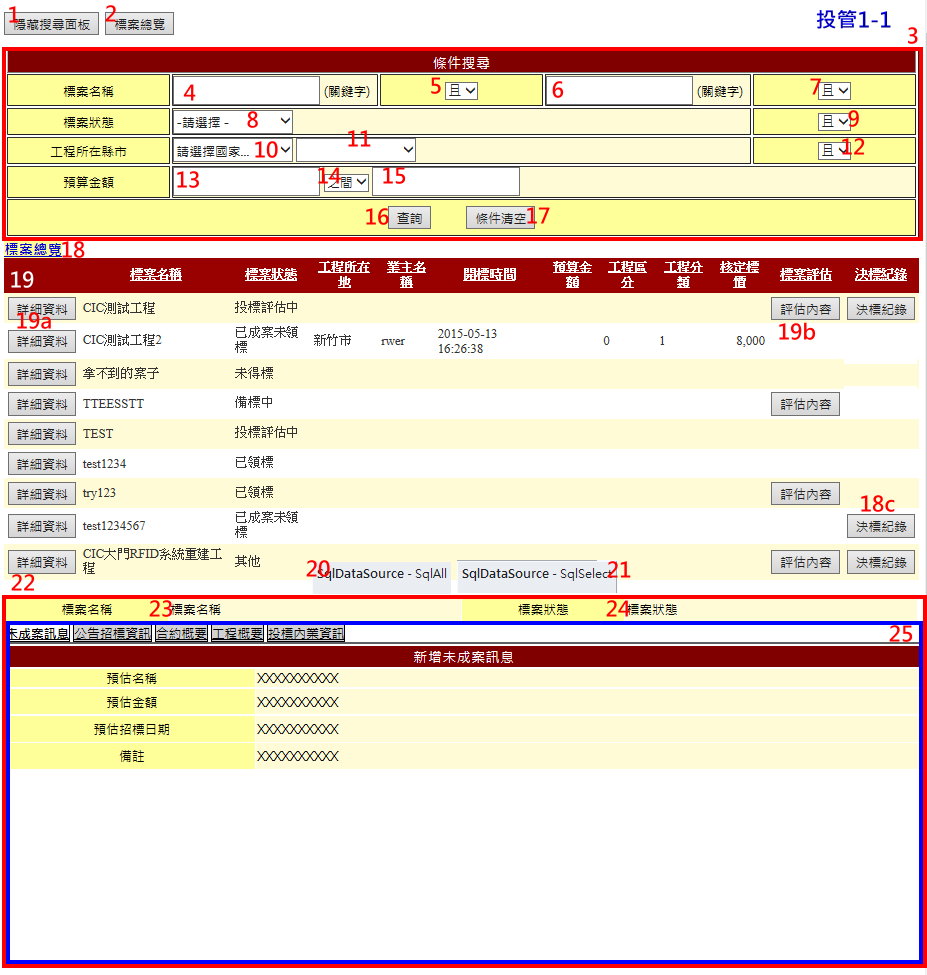 1 隱藏搜尋面板 2 標案總覽 投管1-1
3
條件搜尋
標案名稱 4 (關鍵字) 5 且 6 (關鍵字) 7 且
標案狀態 -請選擇 - 8 且 9
工程所在縣市 請選擇國家... 10 11 且 12
預算金額 13 14 之間 15
16 查詢 條件清空 17
標案總覽 18
19 標案名稱 標案狀態 工程所在地 業主名稱 開標時間 預算金額 工程區分 工程分類 核定標價 標案評估 決標紀錄
詳細資料 CIC測試工程 投標評估中 評估內容 決標紀錄
19a 19b
詳細資料 CIC測試工程2 已成案未領標 新竹市 rwer 2015-05-13 16:26:38 0 1 8,000
詳細資料 拿不到的案子 未得標
詳細資料 TTEESSTT 備標中 評估內容
詳細資料 TEST 投標評估中
詳細資料 test1234 已領標
詳細資料 try123 已領標 評估內容
18c
詳細資料 test1234567 已成案未領標 決標紀錄
詳細資料 CIC大門RFID系統重建工程 其他 評估內容 決標紀錄
20 SqlDataSource - SqlAll SqlDataSource - SqlSelect 21
22
標案名稱 23 標案名稱 標案狀態 24 標案狀態
未成案訊息 公告招標資訊 合約概要 工程概要 投標內業資訊 25
新增未成案訊息
預估名稱 XXXXXXXXXX
預估金額 XXXXXXXXXX
預估招標日期 XXXXXXXXXX
備註 XXXXXXXXXX